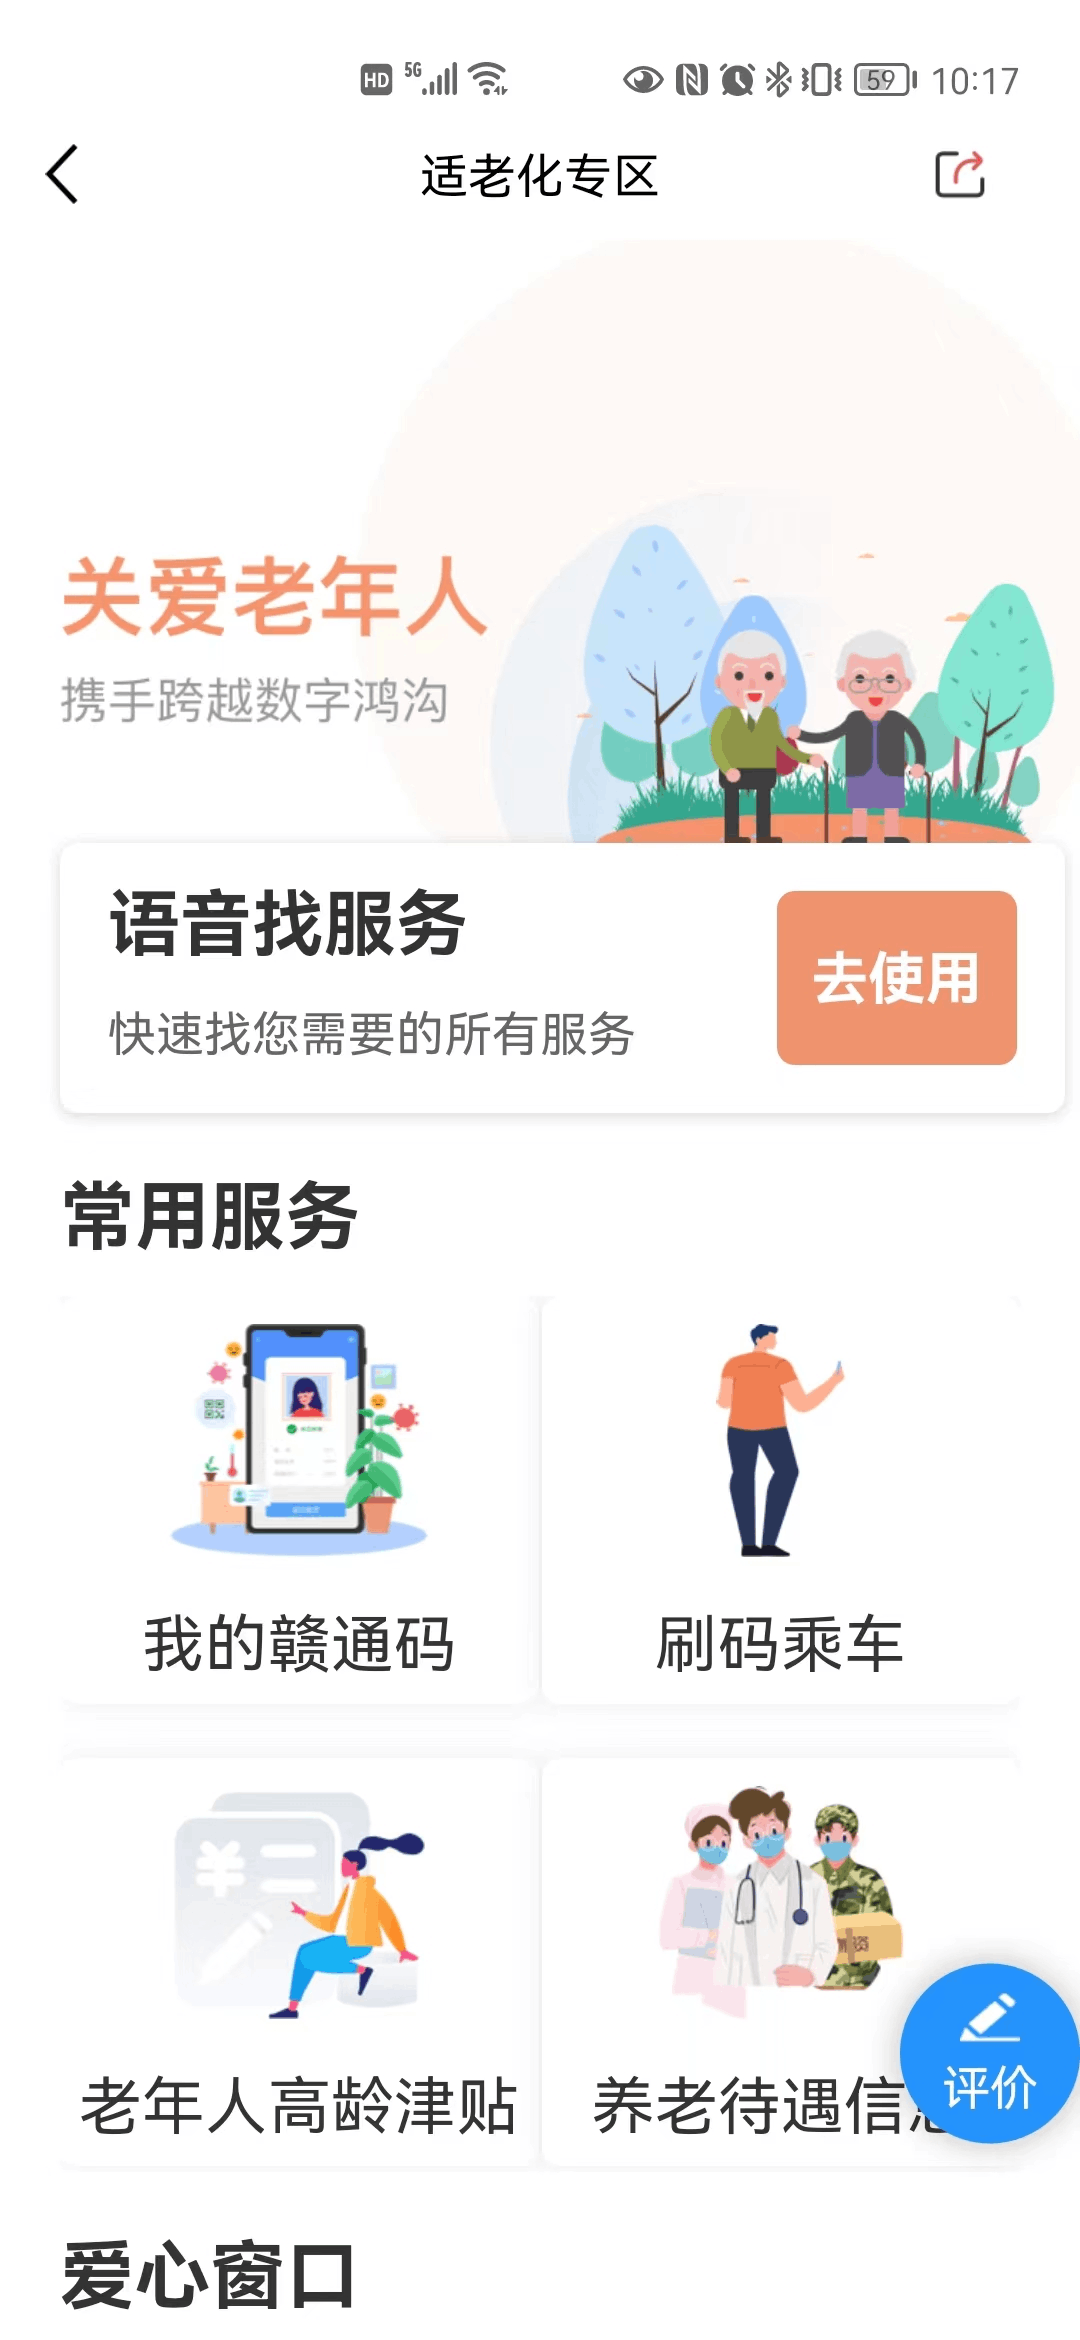 HD 5G 59 10:17
适老化专区
关爱老年人
携手跨越数字鸿沟
语音找服务
快速找您需要的所有服务
去使用
常用服务
我的赣通码
刷码乘车
老年人高龄津贴
养老待遇信
评价
爱心窗口